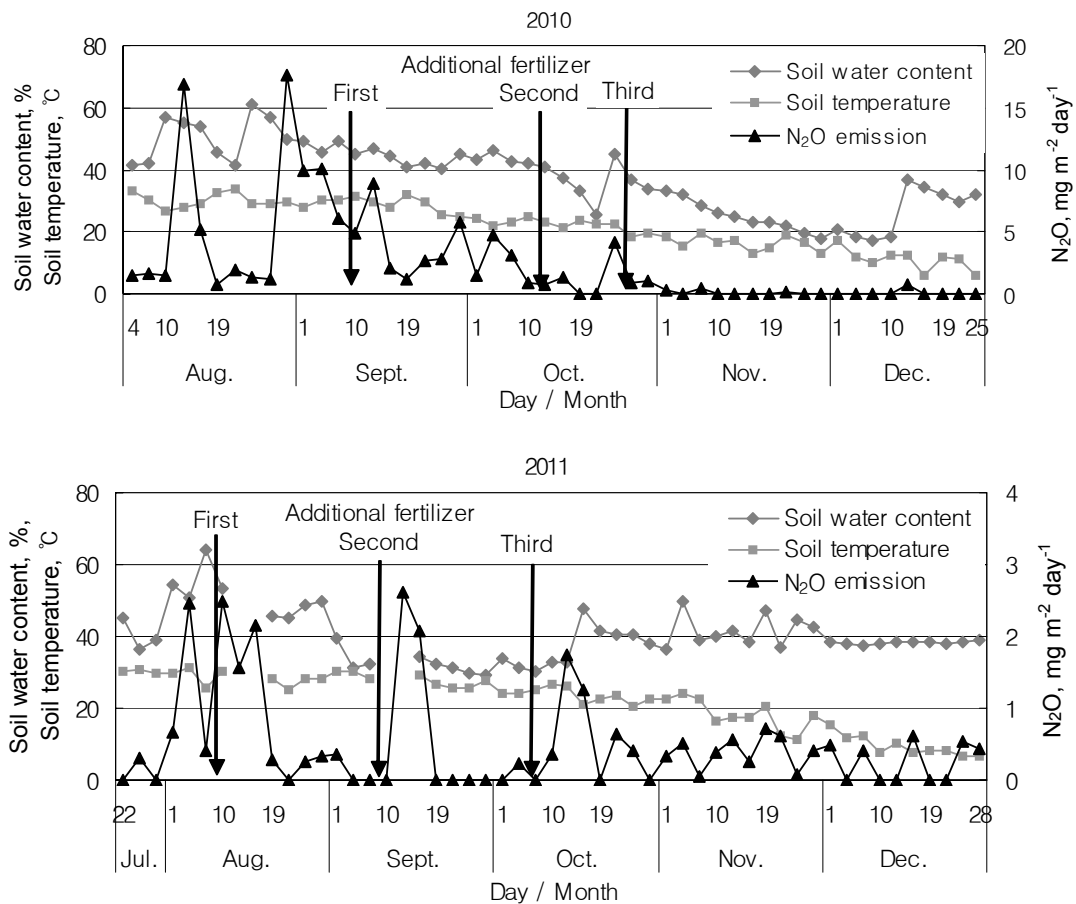 2010
80
60
40
20
0
Soil water content, %
Soil temperature, ℃
20
15
10
5
0
N₂O, mg m⁻² day⁻¹
Additional fertilizer
First
Second
Third
Soil water content
Soil temperature
N₂O emission
4 10 19 1 10 19 1 10 19 1 10 19 1 10 19 25
Aug. Sept. Oct. Nov. Dec.
Day / Month
2011
80
60
40
20
0
Soil water content, %,
Soil temperature, ℃
4
3
2
1
0
N₂O, mg m⁻² day⁻¹
Additional fertilizer
First
Second
Third
Soil water content
Soil temperature
N₂O emission
22 1 10 19 1 10 19 1 10 19 1 10 19 1 10 19 28
Jul. Aug. Sept. Oct. Nov. Dec.
Day / Month